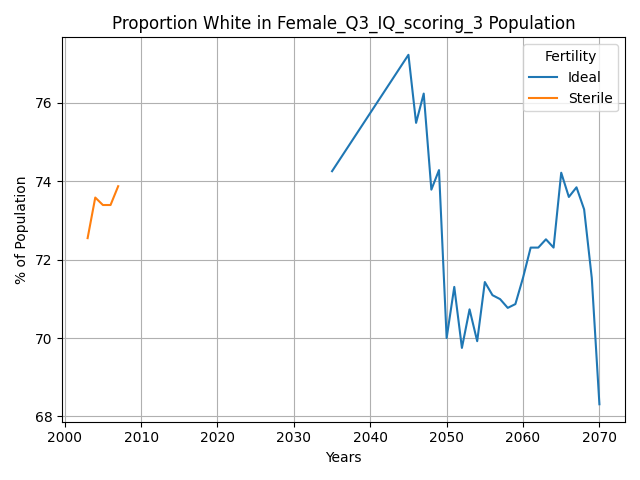 Proportion White in Female_Q3_IQ_scoring_3 Population
Fertility
Ideal
Sterile
% of Population
76
74
72
70
68
2000 2010 2020 2030 2040 2050 2060 2070
Years